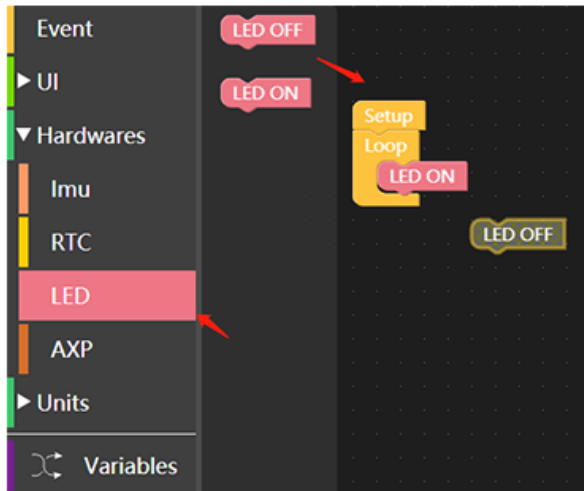 Event
UI
Hardwares
Imu
RTC
LED
AXP
Units
Variables
LED OFF
LED ON
Setup
Loop
LED ON
LED OFF